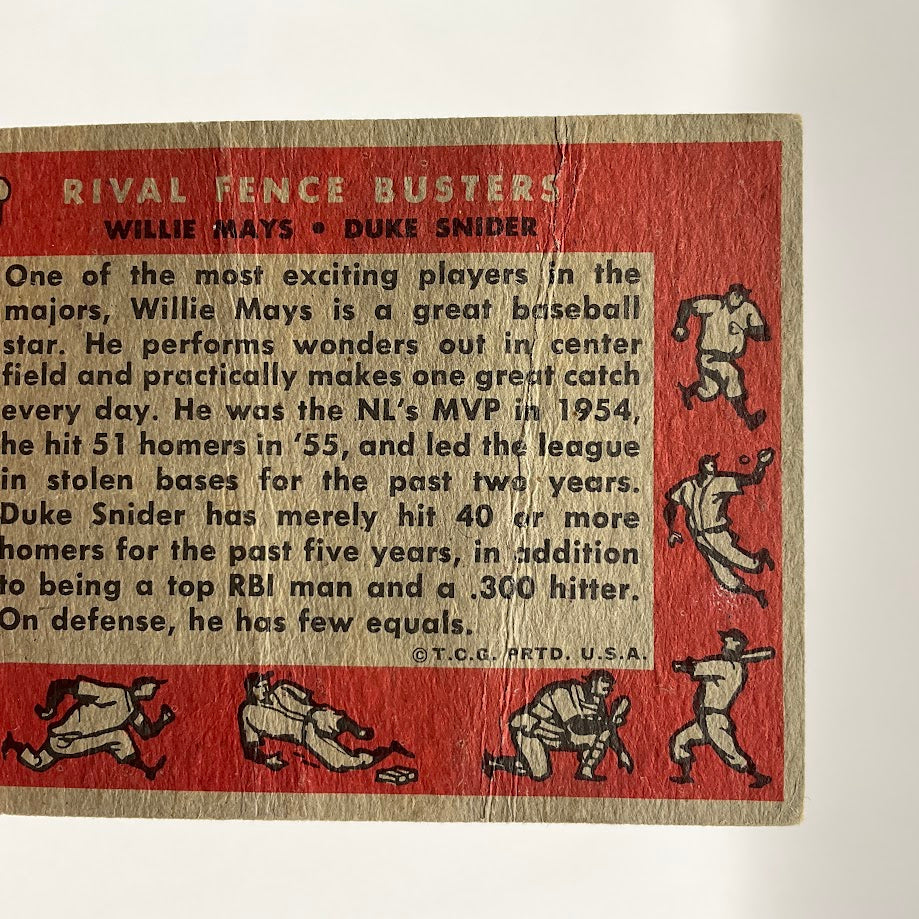 RIVAL FENCE BUSTERS
WILLIE MAYS • DUKE SNIDER
One of the most exciting players in the
majors, Willie Mays is a great baseball
star. He performs wonders out in center
field and practically makes one great catch
every day. He was the NL's MVP in 1954,
he hit 51 homers in '55, and led the league
in stolen bases for the past two years.
Duke Snider has merely hit 40 or more
homers for the past five years, in addition
to being a top RBI man and a .300 hitter.
On defense, he has few equals.
© T.C.G. PRTD. U.S.A.